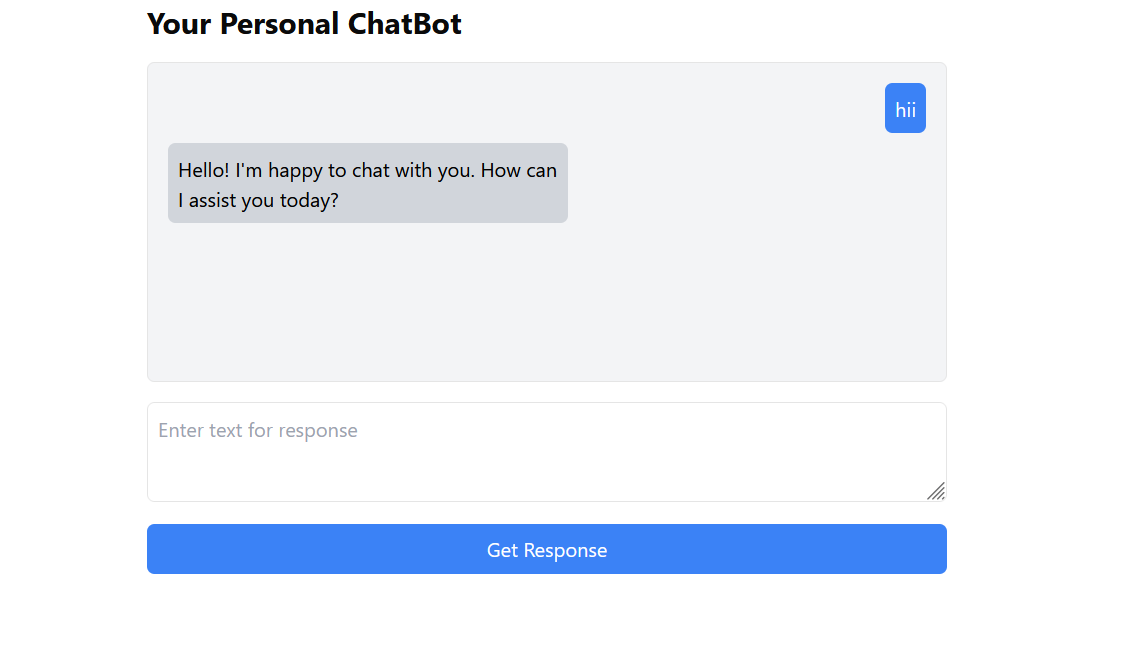 Your Personal ChatBot
hii
Hello! I'm happy to chat with you. How can
I assist you today?
Enter text for response
Get Response